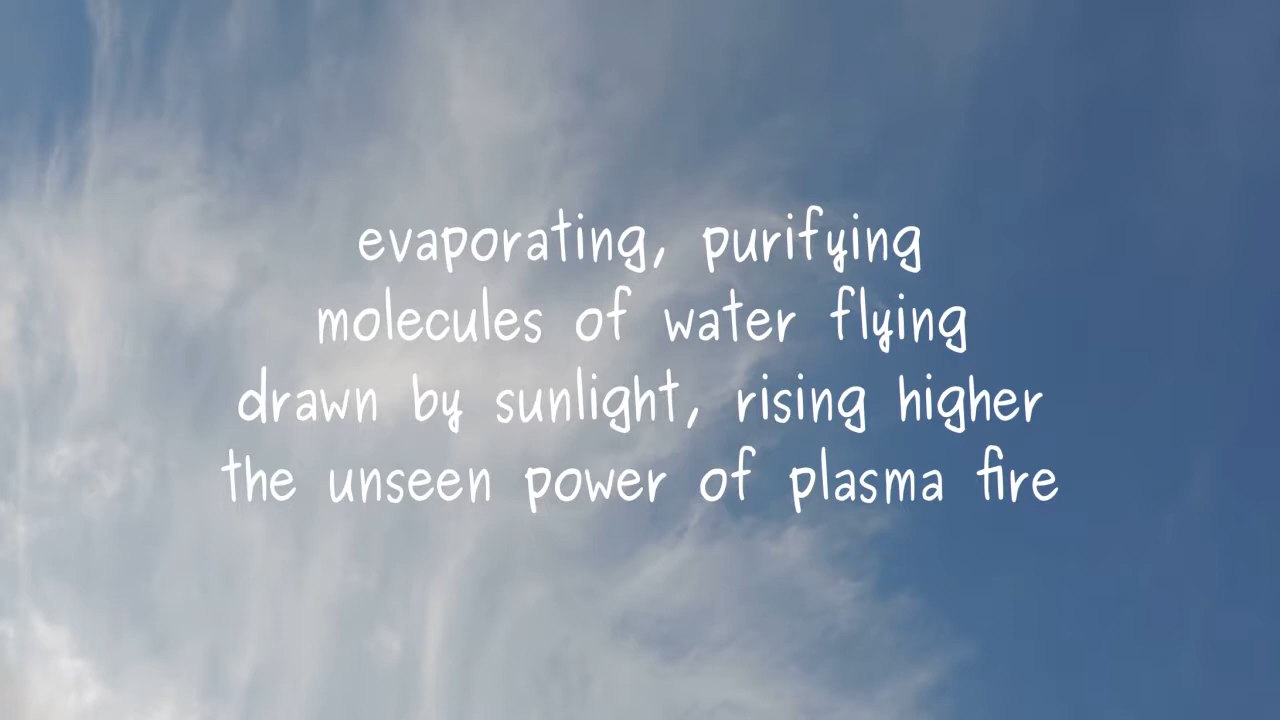 evaporating, purifying
molecules of water flying
drawn by sunlight, rising higher
the unseen power of plasma fire